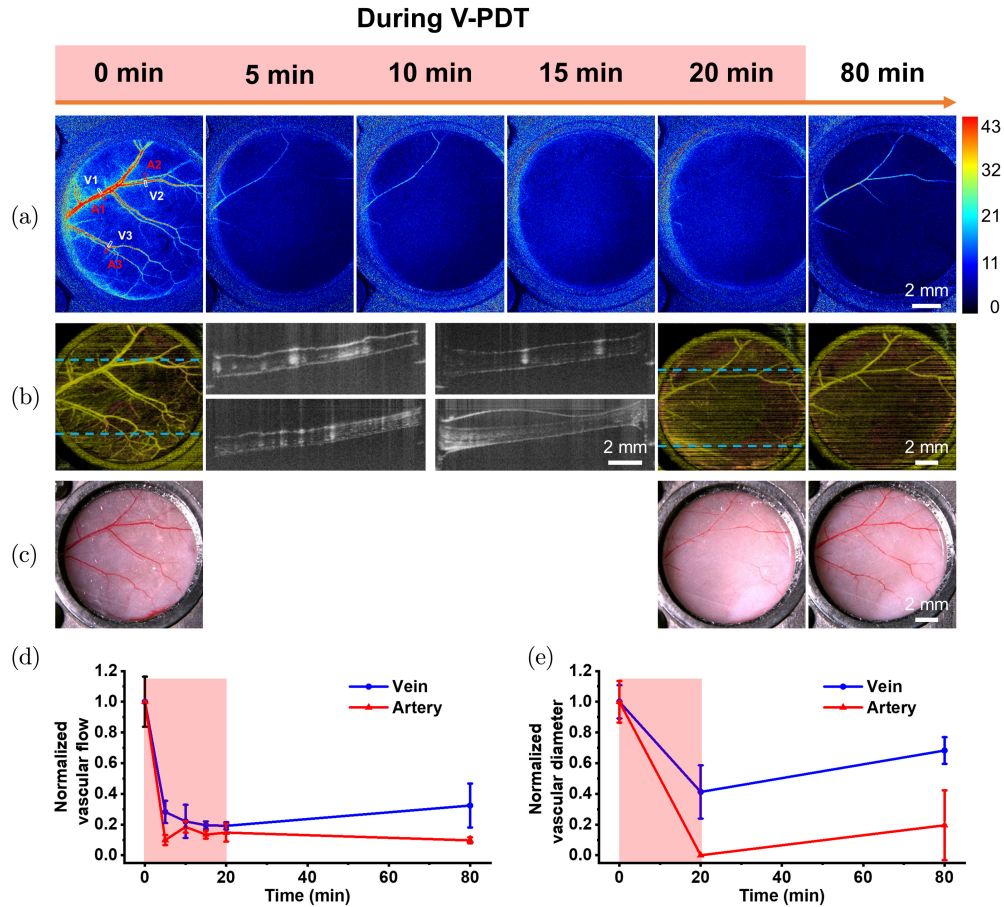 During V-PDT
0 min 5 min 10 min 15 min 20 min 80 min
(a)
A2
V1
V2
A1
V3
A3
2 mm
43
32
21
11
0
(b)
2 mm
(c)
2 mm
(d)
Normalized
vascular flow
1.2
1.0
0.8
0.6
0.4
0.2
0.0
Vein
Artery
0 20 40 60 80
Time (min)
(e)
Normalized
vascular diameter
1.2
1.0
0.8
0.6
0.4
0.2
0.0
Vein
Artery
0 20 40 60 80
Time (min)